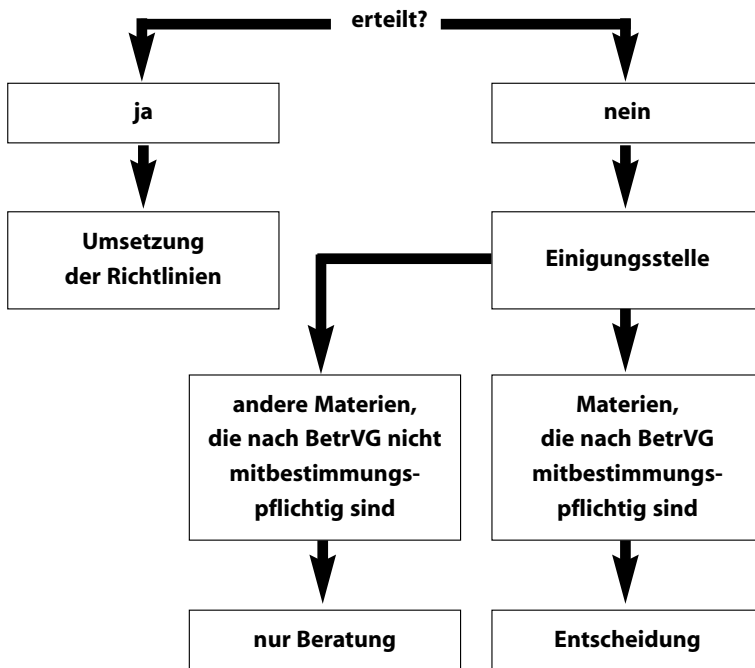 erteilt?
ja
nein
Umsetzung
der Richtlinien
Einigungsstelle
andere Materien,
die nach BetrVG nicht
mitbestimmungs-
pflichtig sind
Materien,
die nach BetrVG
mitbestimmungs-
pflichtig sind
nur Beratung
Entscheidung